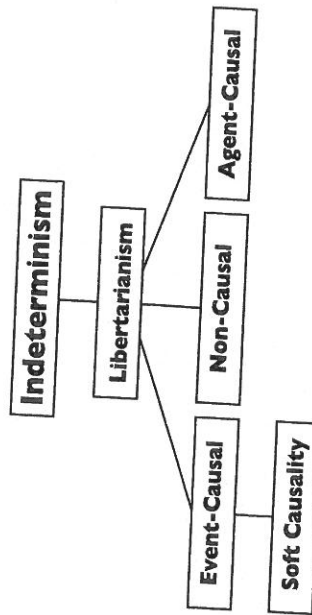 Indeterminism
Libertarianism
Event-Causal
Non-Causal
Agent-Causal
Soft Causality